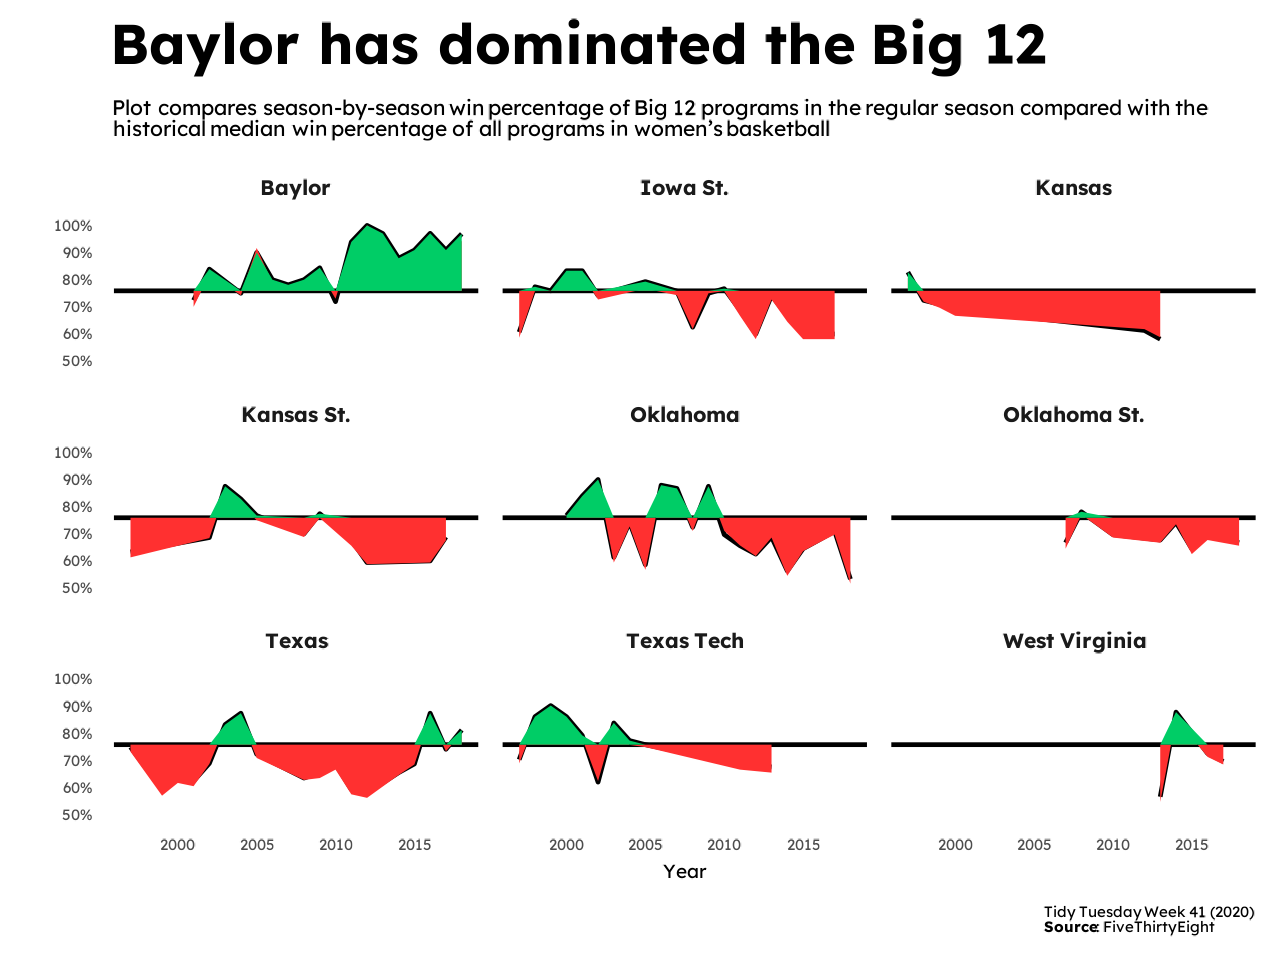 Baylor has dominated the Big 12
Plot compares season-by-season win percentage of Big 12 programs in the regular season compared with the
historical median win percentage of all programs in women's basketball
Baylor
Iowa St.
Kansas
100%
90%
80%
70%
60%
50%
Kansas St.
Oklahoma
Oklahoma St.
100%
90%
80%
70%
60%
50%
Texas
Texas Tech
West Virginia
100%
90%
80%
70%
60%
50%
2000 2005 2010 2015
2000 2005 2010 2015
2000 2005 2010 2015
Year
Tidy Tuesday Week 41 (2020)
Source: FiveThirtyEight